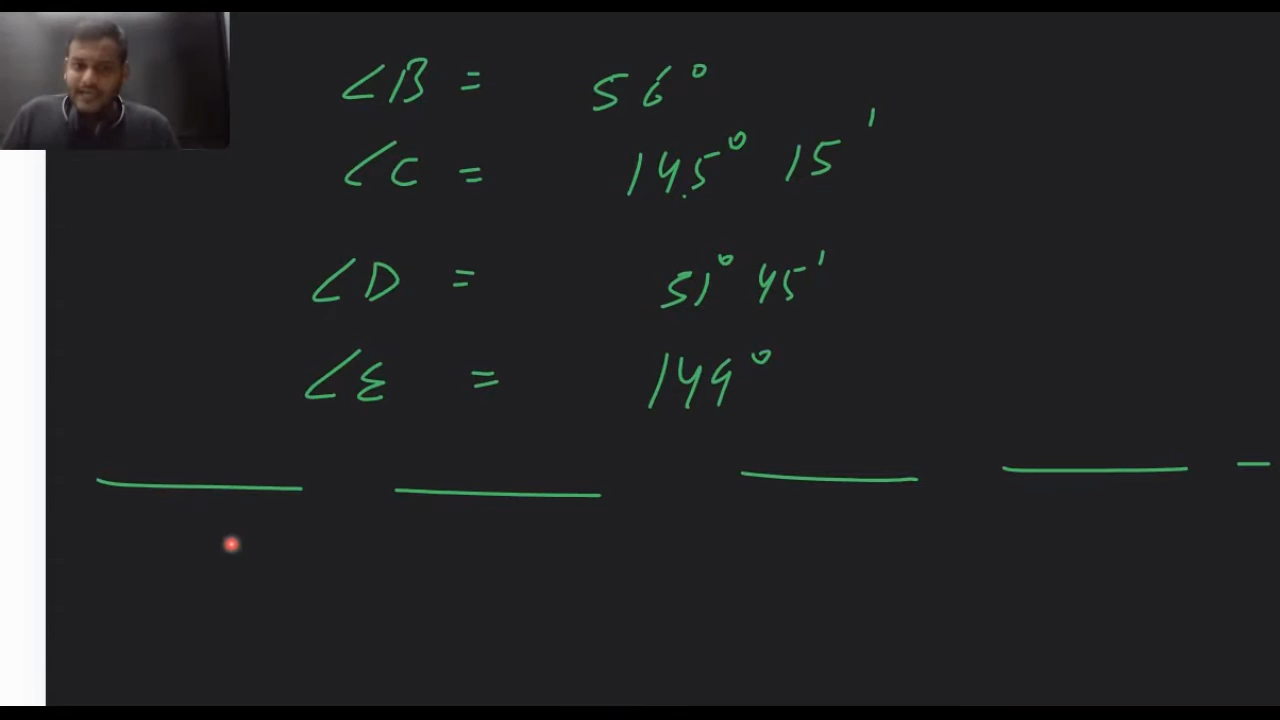 ∠B = 56°
∠C = 145° 15'
∠D = 51° 45'
∠E = 149°